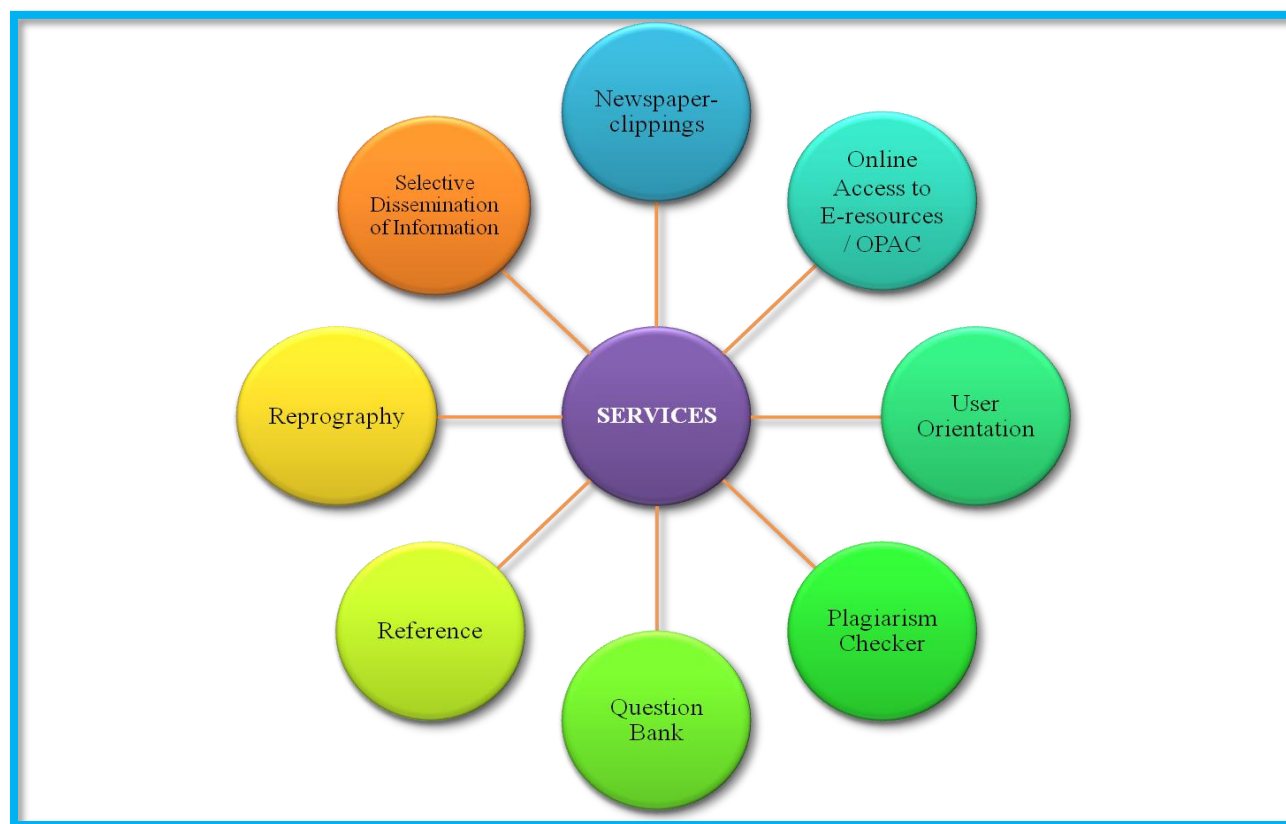 Newspaper-
clippings
Online
Access to
E-resources
/ OPAC
User
Orientation
Plagiarism
Checker
Question
Bank
Reference
Reprography
Selective
Dissemination
of Information
SERVICES